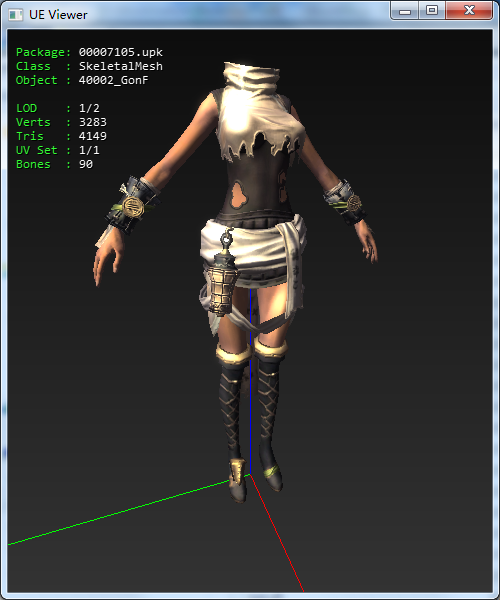 UE Viewer
Package: 00007105.upk
Class  : SkeletalMesh
Object : 40002_GonF
LOD    : 1/2
Verts  : 3283
Tris   : 4149
UV Set : 1/1
Bones  : 90